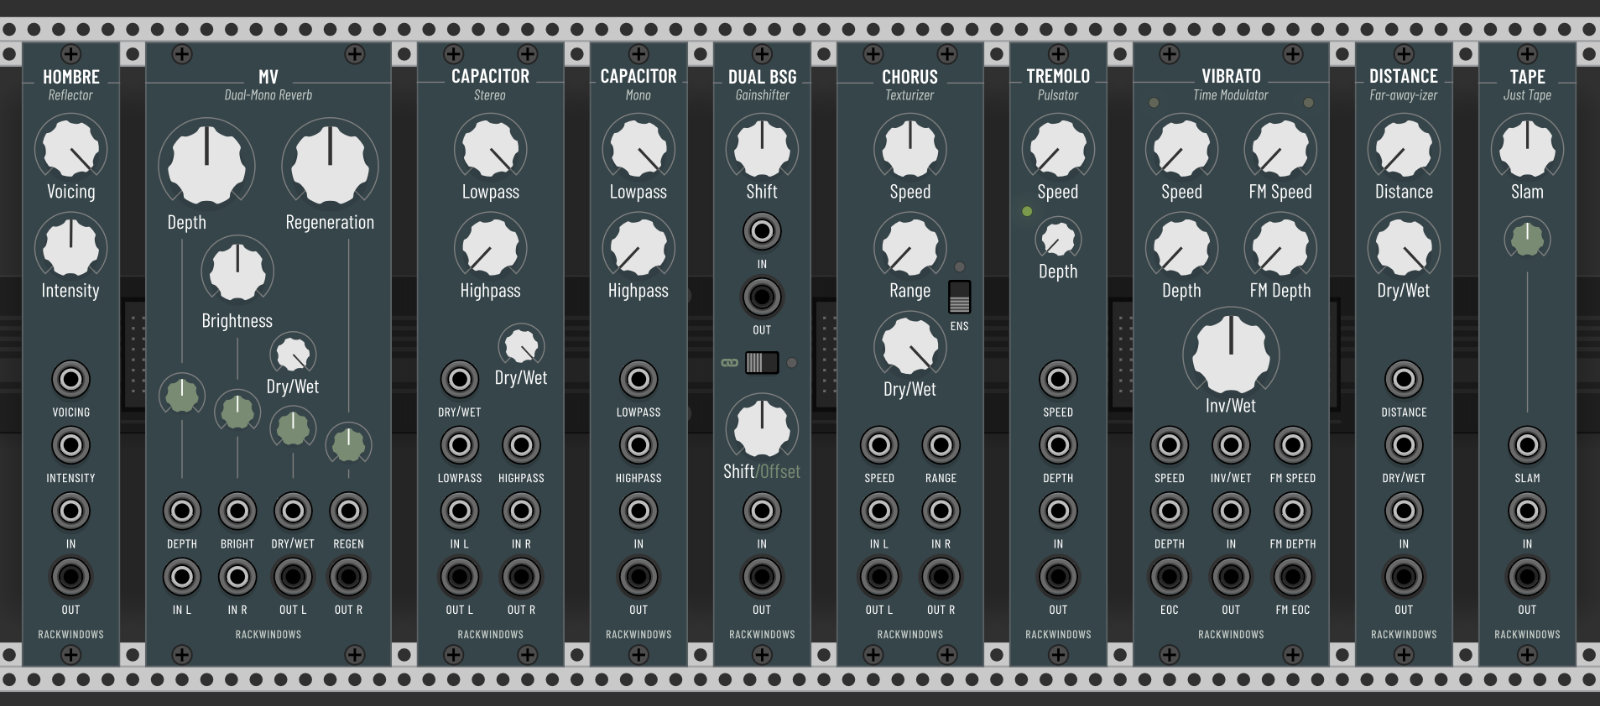 HOMBRE
Reflector
Voicing
Intensity
VOICING
INTENSITY
IN
OUT
RACKWINDOWS
MV
Dual-Mono Reverb
Depth
Regeneration
Brightness
Dry/Wet
DEPTH
BRIGHT
DRY/WET
REGEN
IN L
IN R
OUT L
OUT R
RACKWINDOWS
CAPACITOR
Stereo
Lowpass
Highpass
Dry/Wet
DRY/WET
LOWPASS
HIGHPASS
IN L
IN R
OUT L
OUT R
RACKWINDOWS
CAPACITOR
Mono
Lowpass
Highpass
LOWPASS
HIGHPASS
IN
OUT
RACKWINDOWS
DUAL BSG
Gainshifter
Shift
IN
OUT
Shift/Offset
IN
OUT
RACKWINDOWS
CHORUS
Texturizer
Speed
Range
ENS
Dry/Wet
SPEED
RANGE
IN L
IN R
OUT L
OUT R
RACKWINDOWS
TREMOLO
Pulsator
Speed
Depth
SPEED
DEPTH
IN
OUT
RACKWINDOWS
VIBRATO
Time Modulator
Speed
FM Speed
Depth
FM Depth
Inv/Wet
SPEED
INV/WET
FM SPEED
DEPTH
IN
FM DEPTH
EOC
OUT
FM EOC
RACKWINDOWS
DISTANCE
Far-away-izer
Distance
Dry/Wet
DISTANCE
DRY/WET
IN
OUT
RACKWINDOWS
TAPE
Just Tape
Slam
SLAM
IN
OUT
RACKWINDOWS